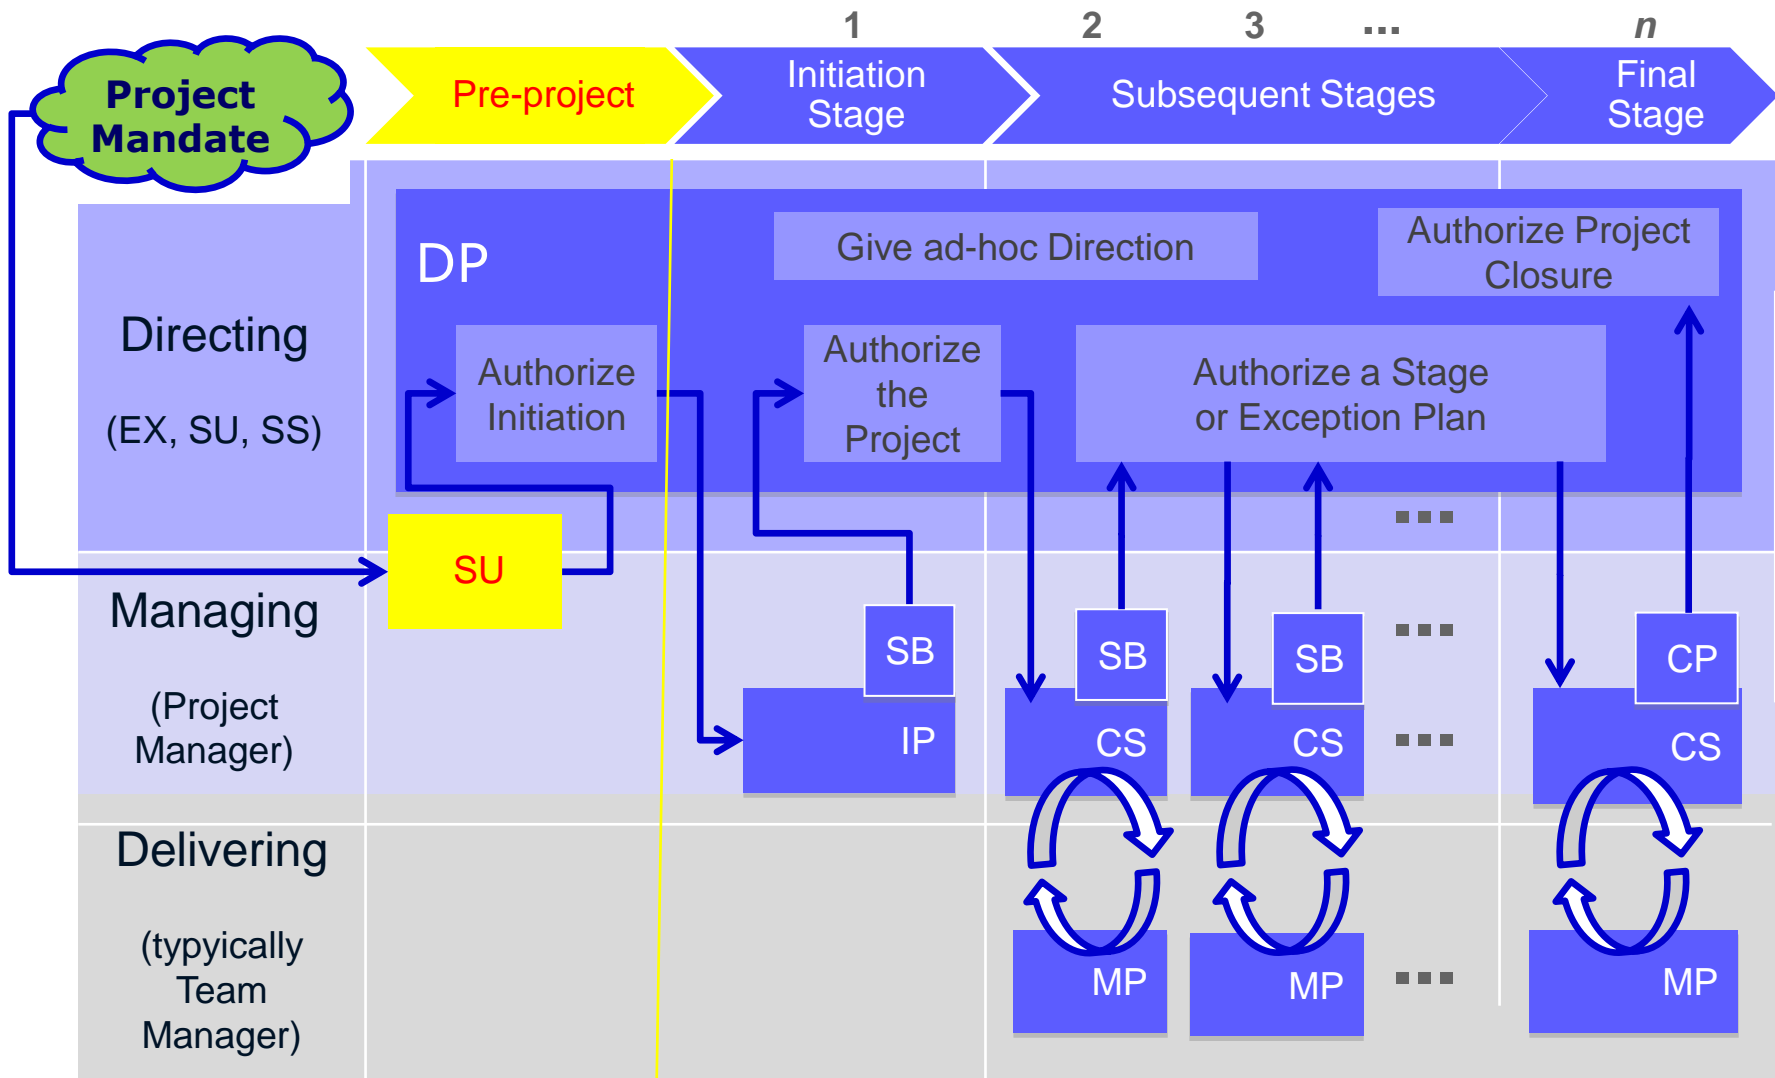 1
2
3
...
n
Project
Mandate
Pre-project
Initiation
Stage
Subsequent Stages
Final
Stage
DP
Give ad-hoc Direction
Authorize Project
Closure
Directing
(EX, SU, SS)
Authorize
Initiation
Authorize
the
Project
Authorize a Stage
or Exception Plan
...
SU
Managing
(Project
Manager)
SB
SB
SB
...
CP
IP
CS
CS
...
CS
Delivering
(typyically
Team
Manager)
MP
MP
...
MP